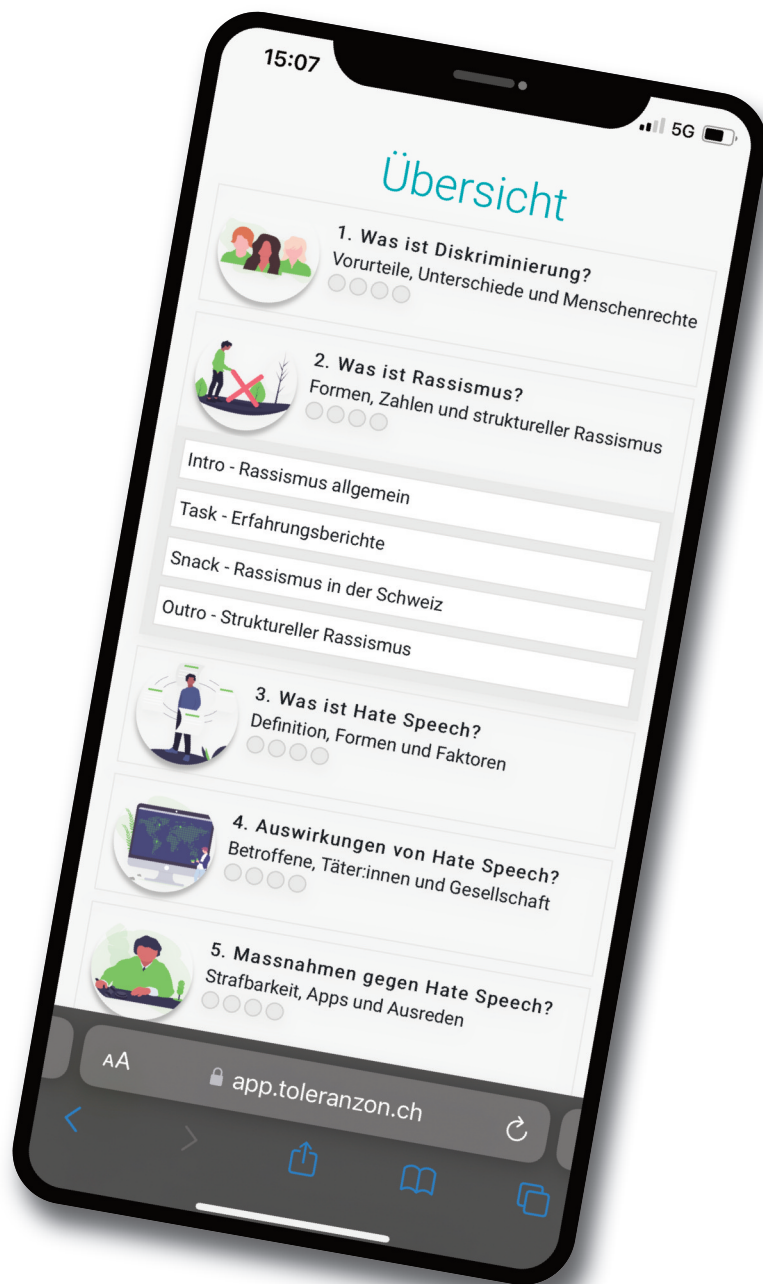 15:07
5G
Übersicht
1. Was ist Diskriminierung?
Vorurteile, Unterschiede und Menschenrechte
2. Was ist Rassismus?
Formen, Zahlen und struktureller Rassismus
Intro - Rassismus allgemein
Task - Erfahrungsberichte
Snack - Rassismus in der Schweiz
Outro - Struktureller Rassismus
3. Was ist Hate Speech?
Definition, Formen und Faktoren
4. Auswirkungen von Hate Speech?
Betroffene, Täter:innen und Gesellschaft
5. Massnahmen gegen Hate Speech?
Strafbarkeit, Apps und Ausreden
AA
app.toleranzon.ch